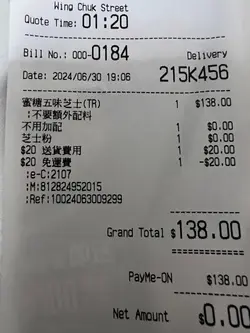 Wing Chuk Street
Quote Time: 01:20
Bill No.: 000-0184 Delivery
Date: 2024/06/30 19:06 215K456
蜜糖五味芝士(TR) 1 $138.00
:不要額外配料
不用加配 1 $0.00
芝士粉 1 $0.00
$20 送貨費用 1 $20.00
$20 免運費 1 -$20.00
:e-C:2107
:M:812824952015
:Ref:10024063009299
Grand Total $138.00
PayMe-ON $138.00
Net Amount $0.00